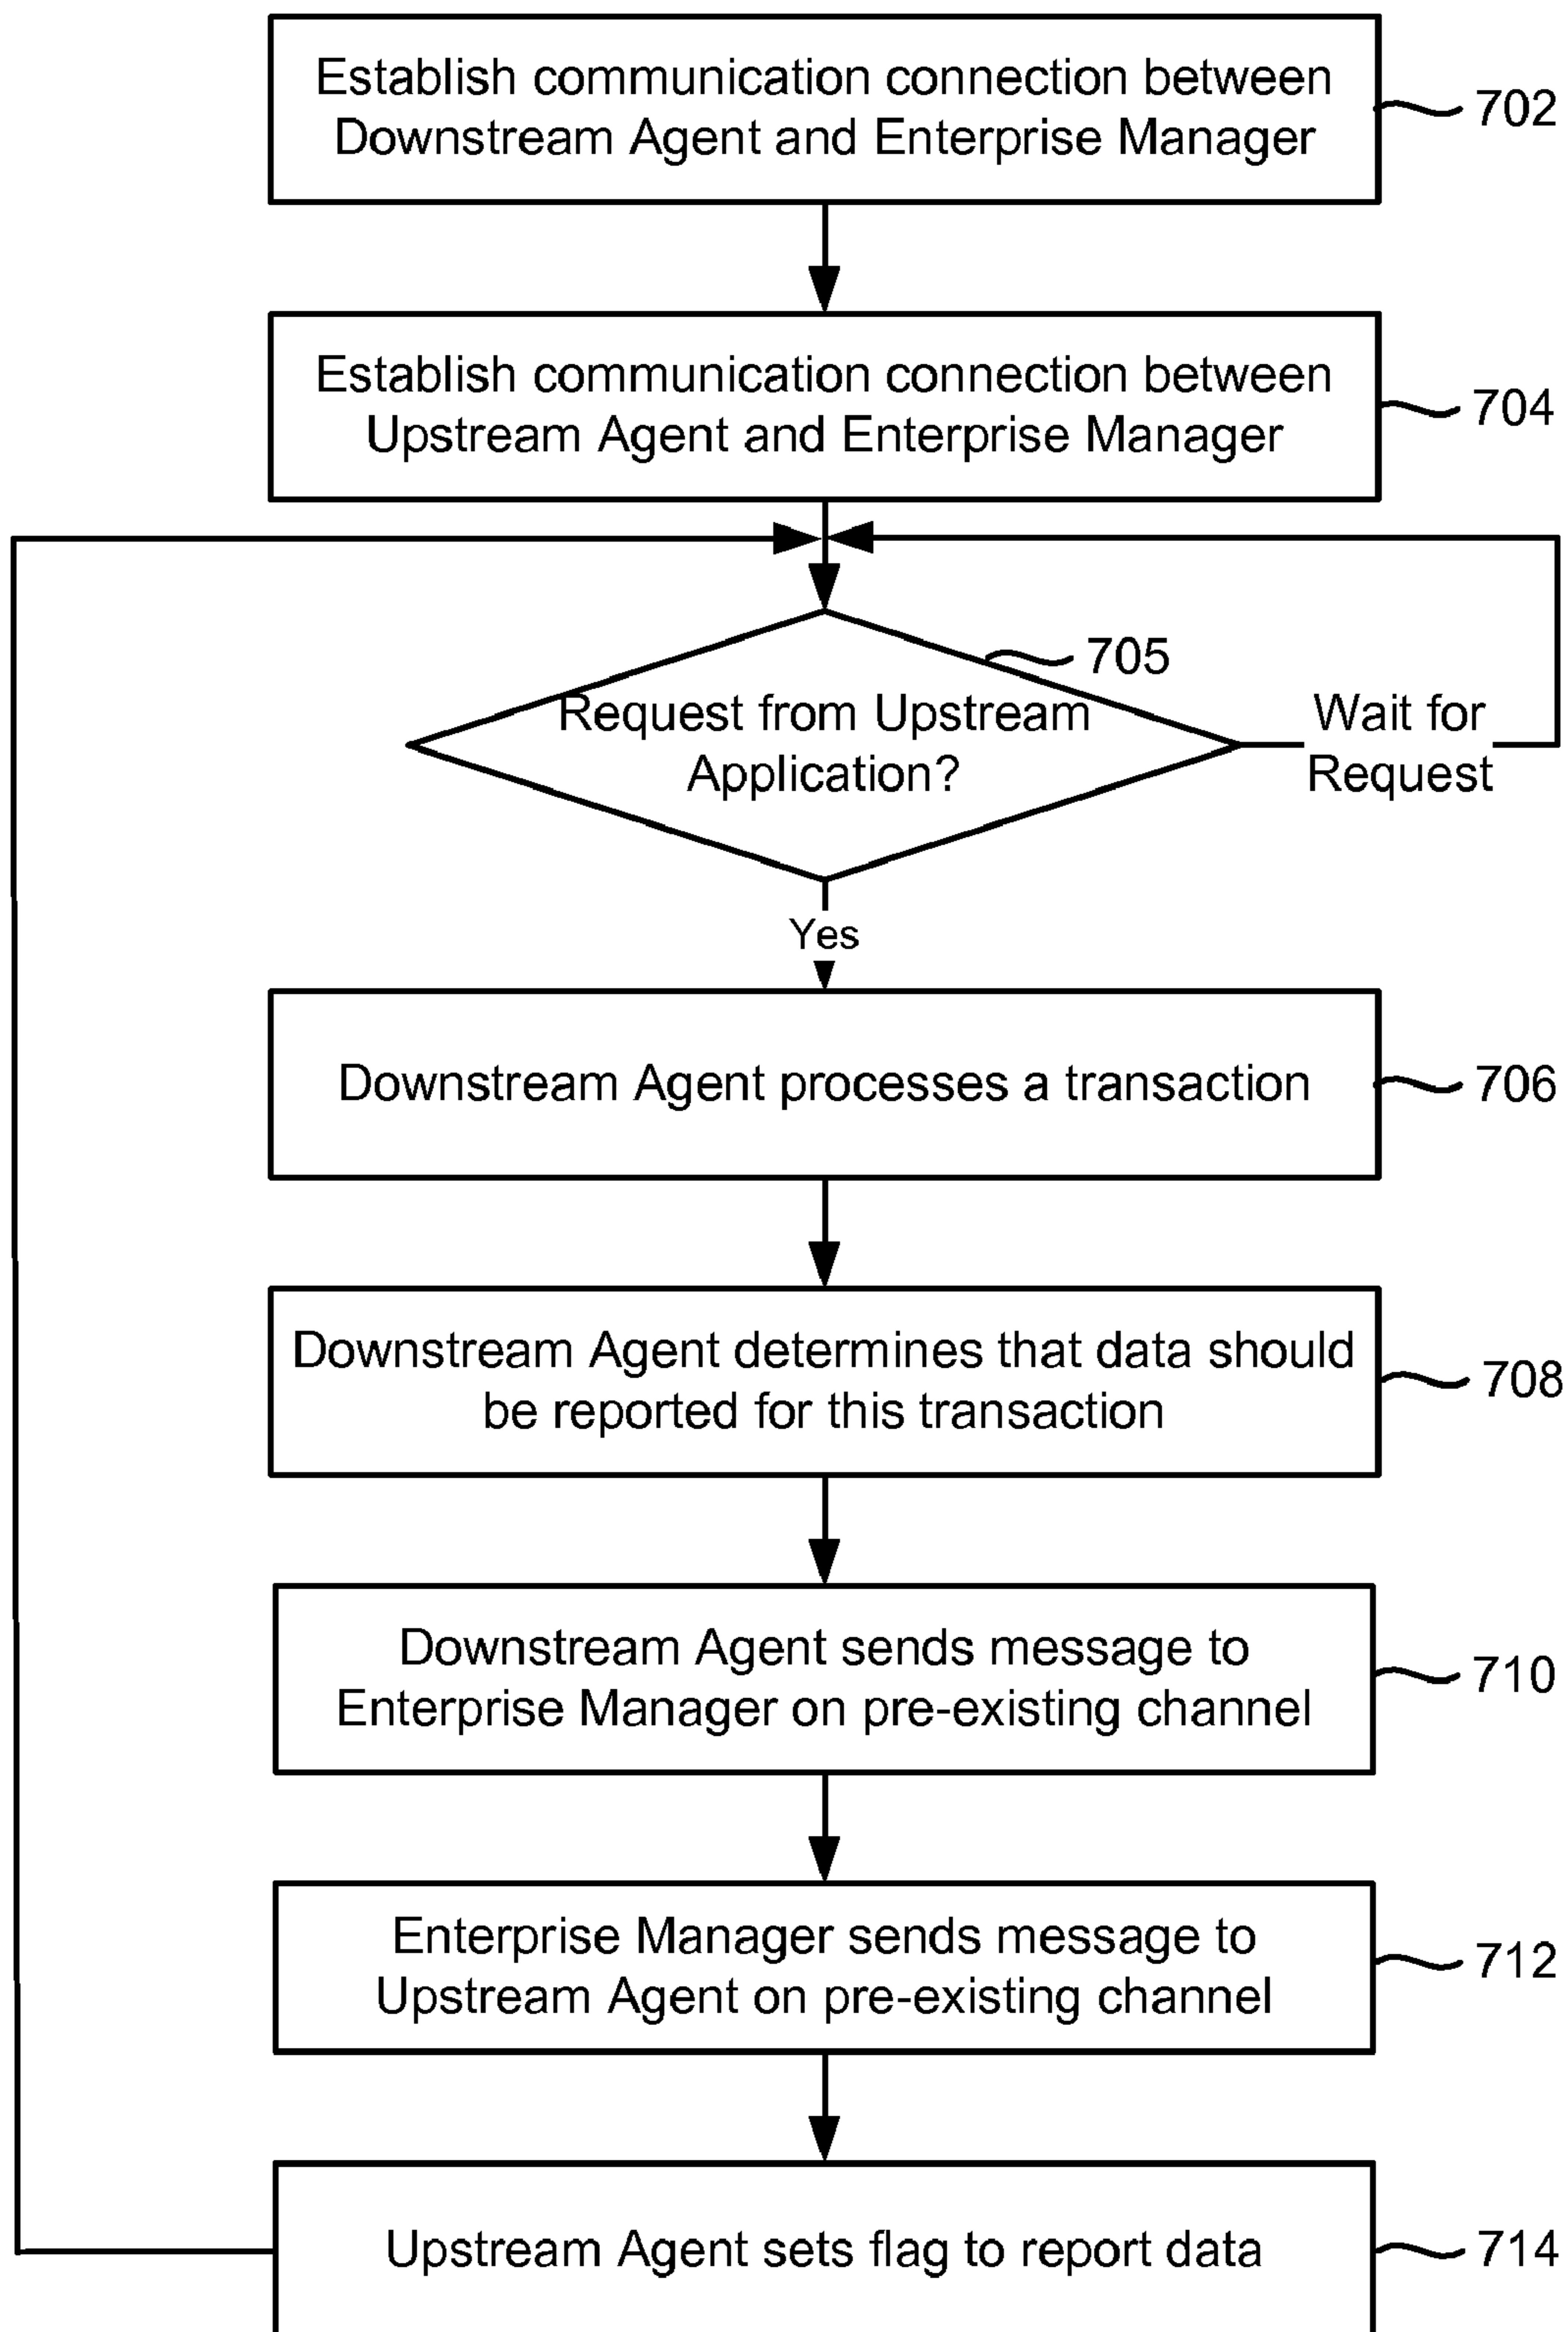 Establish communication connection between
Downstream Agent and Enterprise Manager
702
Establish communication connection between
Upstream Agent and Enterprise Manager
704
705
Request from Upstream
Application?
Wait for
Request
Yes
Downstream Agent processes a transaction
706
Downstream Agent determines that data should
be reported for this transaction
708
Downstream Agent sends message to
Enterprise Manager on pre-existing channel
710
Enterprise Manager sends message to
Upstream Agent on pre-existing channel
712
Upstream Agent sets flag to report data
714